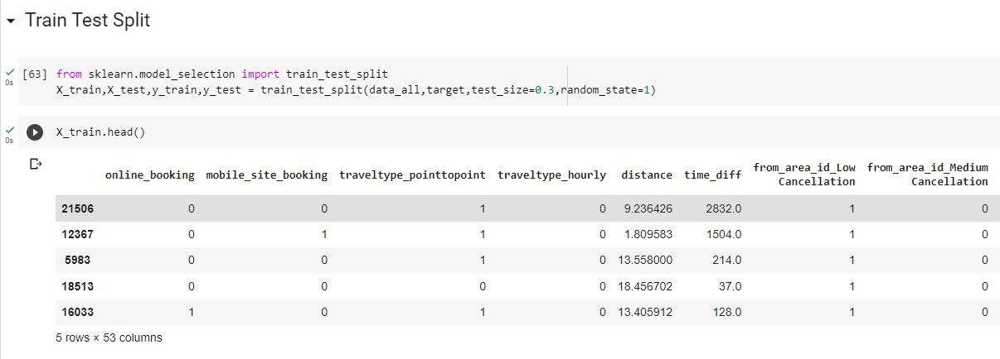 Train Test Split
[63] from sklearn.model_selection import train_test_split
0s
X_train,X_test,y_train,y_test = train_test_split(data_all,target,test_size=0.3,random_state=1)
X_train.head()
0s
online_booking mobile_site_booking traveltype_pointtopoint traveltype_hourly distance time_diff from_area_id_Low Cancellation from_area_id_Medium Cancellation
21506 0 0 1 0 9.236426 2832.0 1 0
12367 0 1 1 0 1.809583 1504.0 1 0
5983 0 0 1 0 13.558000 214.0 1 0
18513 0 0 0 0 18.456702 37.0 1 0
16033 1 0 1 0 13.405912 128.0 1 0
5 rows × 53 columns